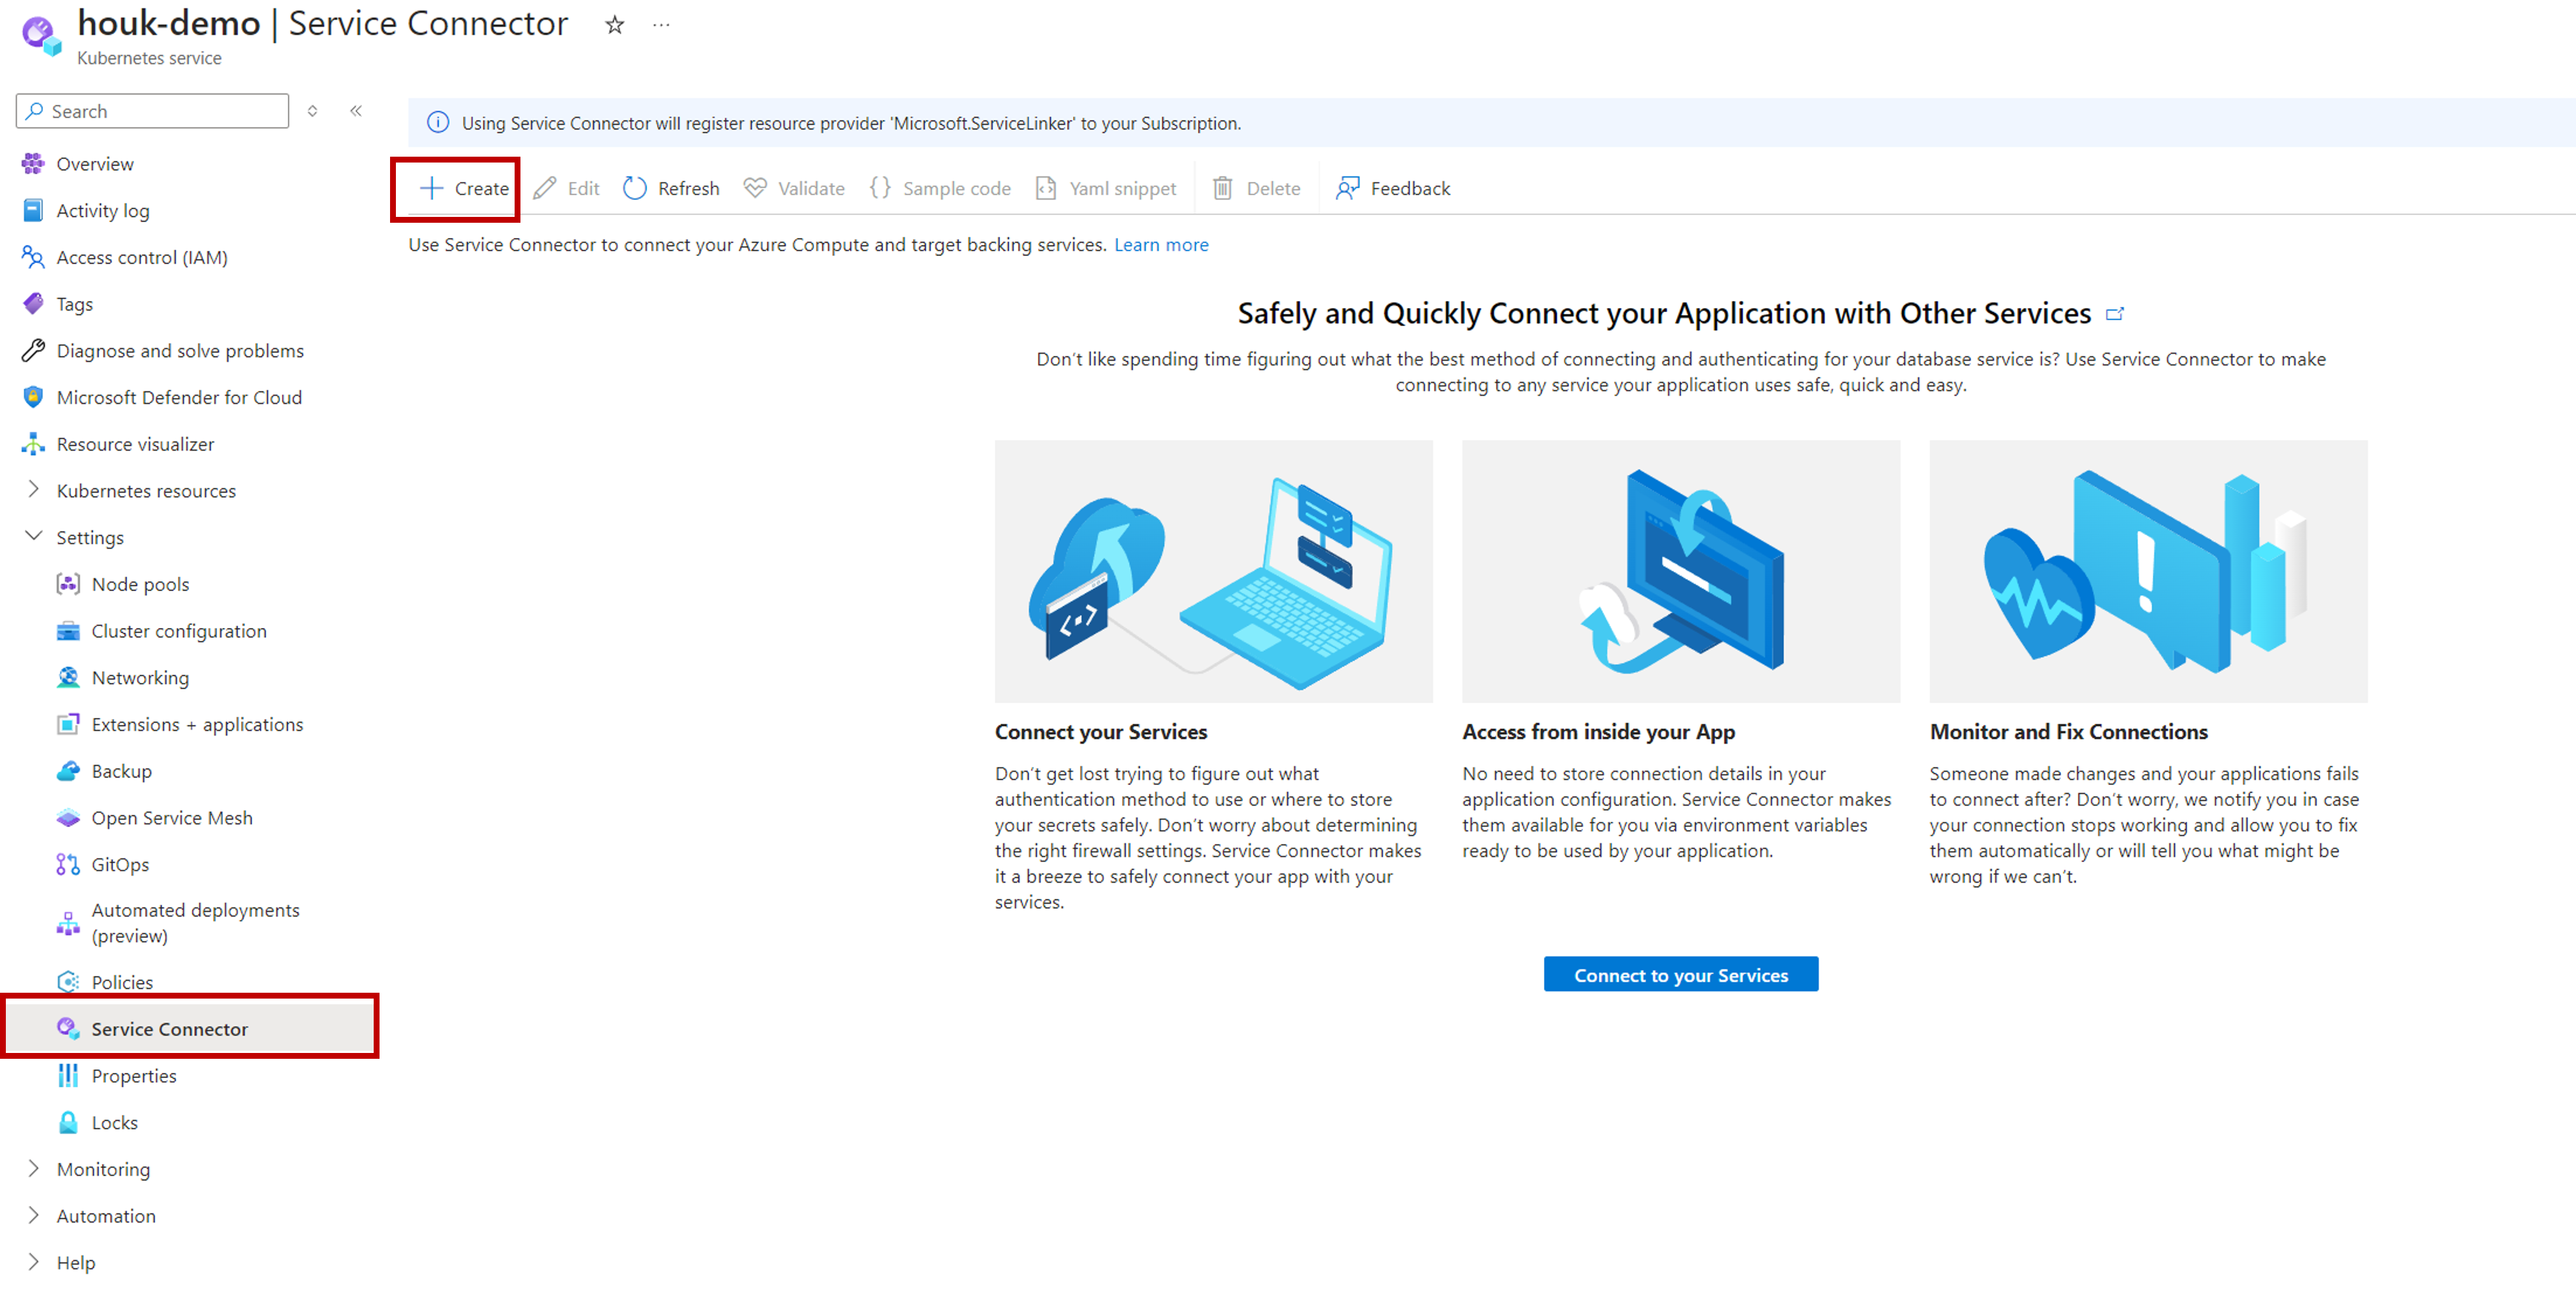 houk-demo | Service Connector
Kubernetes service
Search
Overview
Activity log
Access control (IAM)
Tags
Diagnose and solve problems
Microsoft Defender for Cloud
Resource visualizer
Kubernetes resources
Settings
Node pools
Cluster configuration
Networking
Extensions + applications
Backup
Open Service Mesh
GitOps
Automated deployments
(preview)
Policies
Service Connector
Properties
Locks
Monitoring
Automation
Help
Using Service Connector will register resource provider 'Microsoft.ServiceLinker' to your Subscription.
Create Edit Refresh Validate Sample code Yaml snippet Delete Feedback
Use Service Connector to connect your Azure Compute and target backing services. Learn more
Safely and Quickly Connect your Application with Other Services
Don't like spending time figuring out what the best method of connecting and authenticating for your database service is? Use Service Connector to make
connecting to any service your application uses safe, quick and easy.
Connect your Services
Don't get lost trying to figure out what
authentication method to use or where to store
your secrets safely. Don't worry about determining
the right firewall settings. Service Connector makes
it a breeze to safely connect your app with your
services.
Access from inside your App
No need to store connection details in your
application configuration. Service Connector makes
them available for you via environment variables
ready to be used by your application.
Monitor and Fix Connections
Someone made changes and your applications fails
to connect after? Don't worry, we notify you in case
your connection stops working and allow you to fix
them automatically or will tell you what might be
wrong if we can't.
Connect to your Services